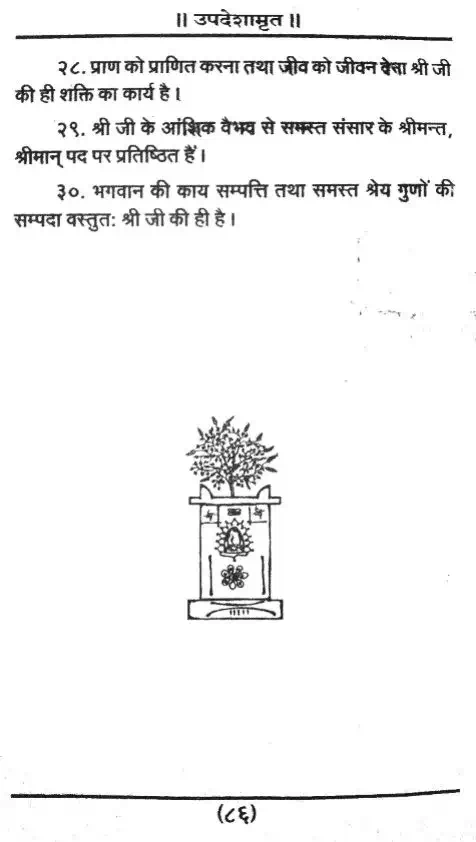 ॥ उपदेशामृत ॥
२८. प्राण को प्राणित करना तथा जीव को जीवन देना श्री जी
की ही शक्ति का कार्य है ।
२९. श्री जी के आंशिक वैभव से समस्त संसार के श्रीमन्त,
श्रीमान् पद पर प्रतिष्ठित हैं ।
३०. भगवान की काय सम्पत्ति तथा समस्त श्रेय गुणों की
सम्पदा वस्तुतः श्री जी की ही है ।
(८६)